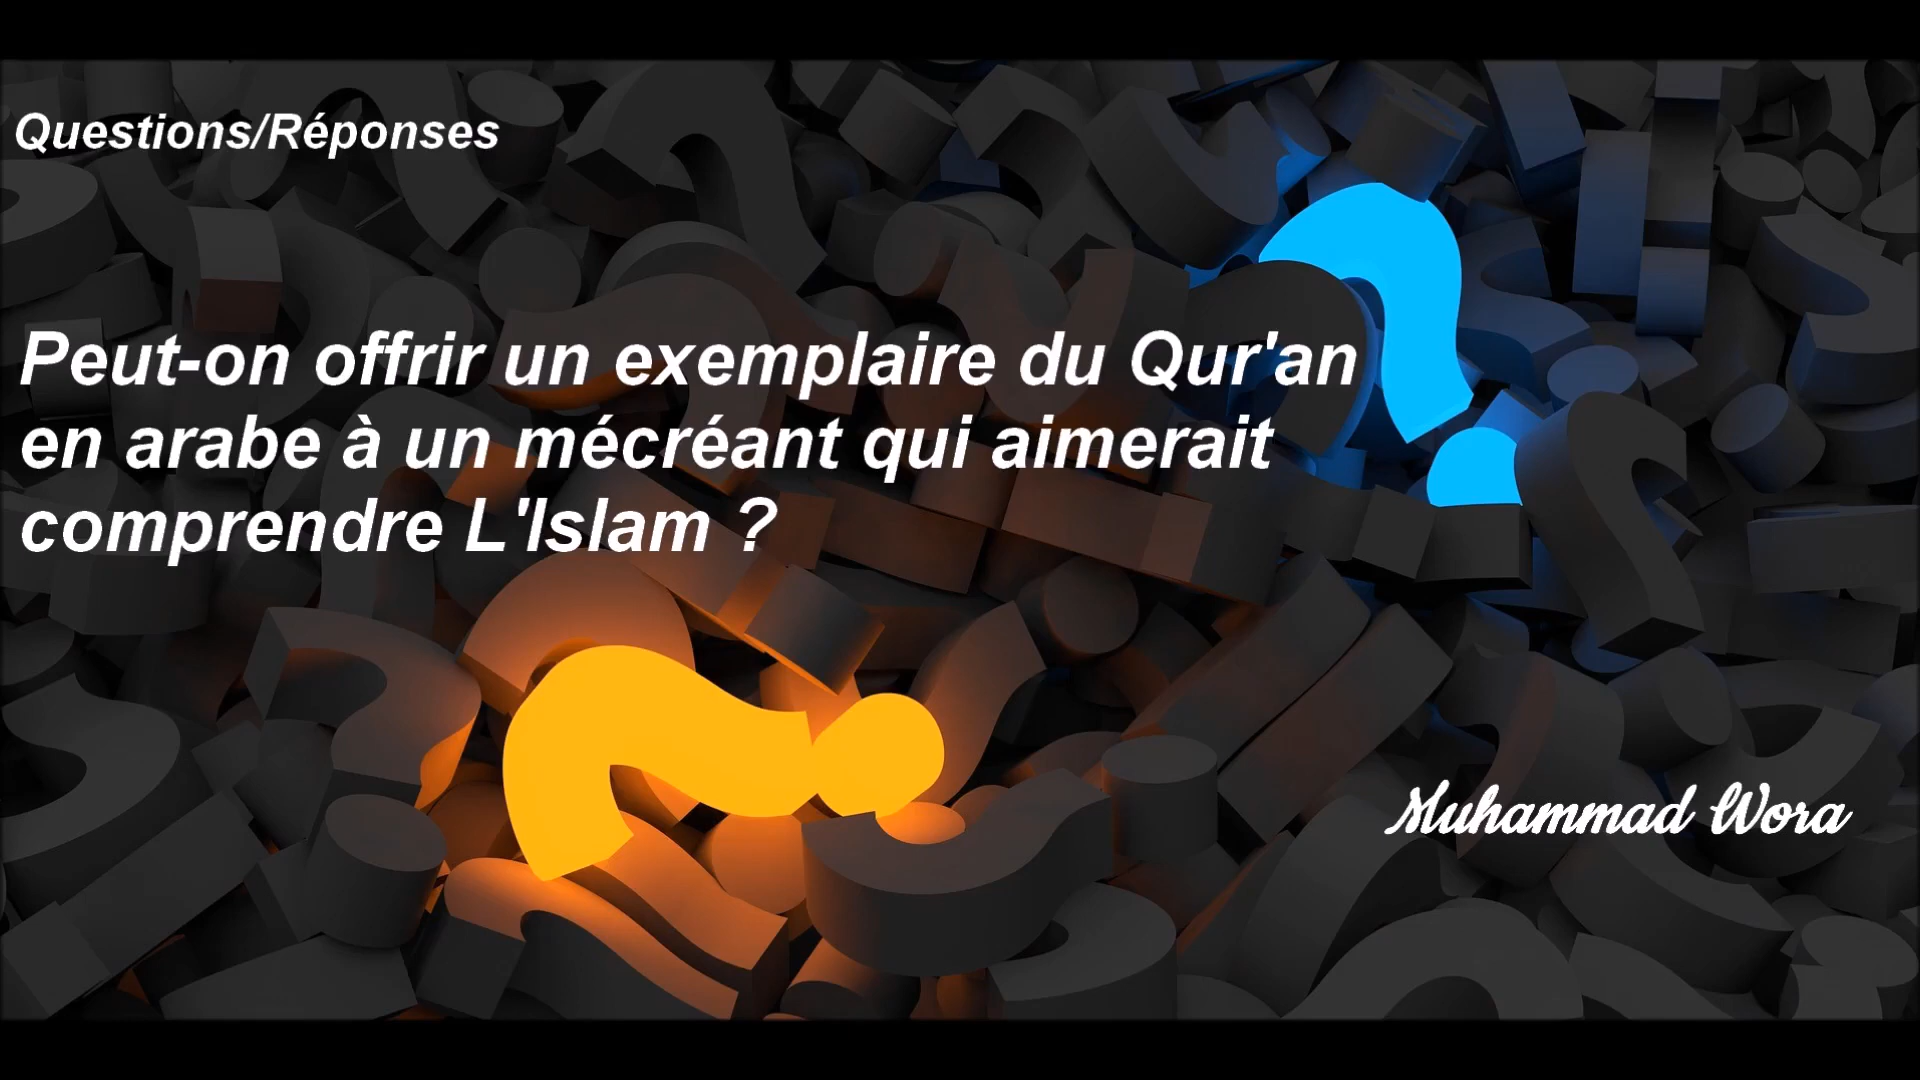 Questions/Réponses
Peut-on offrir un exemplaire du Qur'an
en arabe à un mécréant qui aimerait
comprendre L'Islam ?
Muhammad Wora